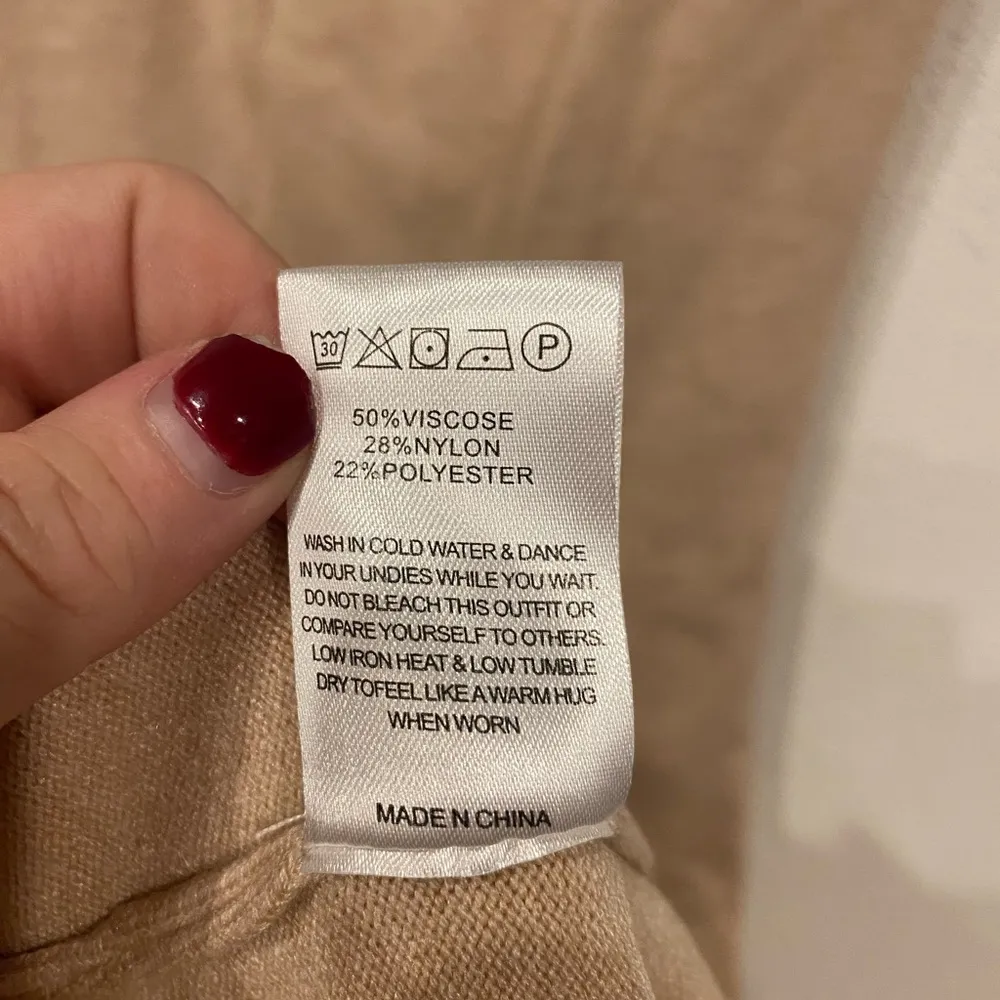 30 P
50%VISCOSE
28%NYLON
22%POLYESTER
WASH IN COLD WATER & DANCE
IN YOUR UNDIES WHILE YOU WAIT.
DO NOT BLEACH THIS OUTFIT OR
COMPARE YOURSELF TO OTHERS.
LOW IRON HEAT & LOW TUMBLE
DRY TOFEEL LIKE A WARM HUG
WHEN WORN
MADE N CHINA